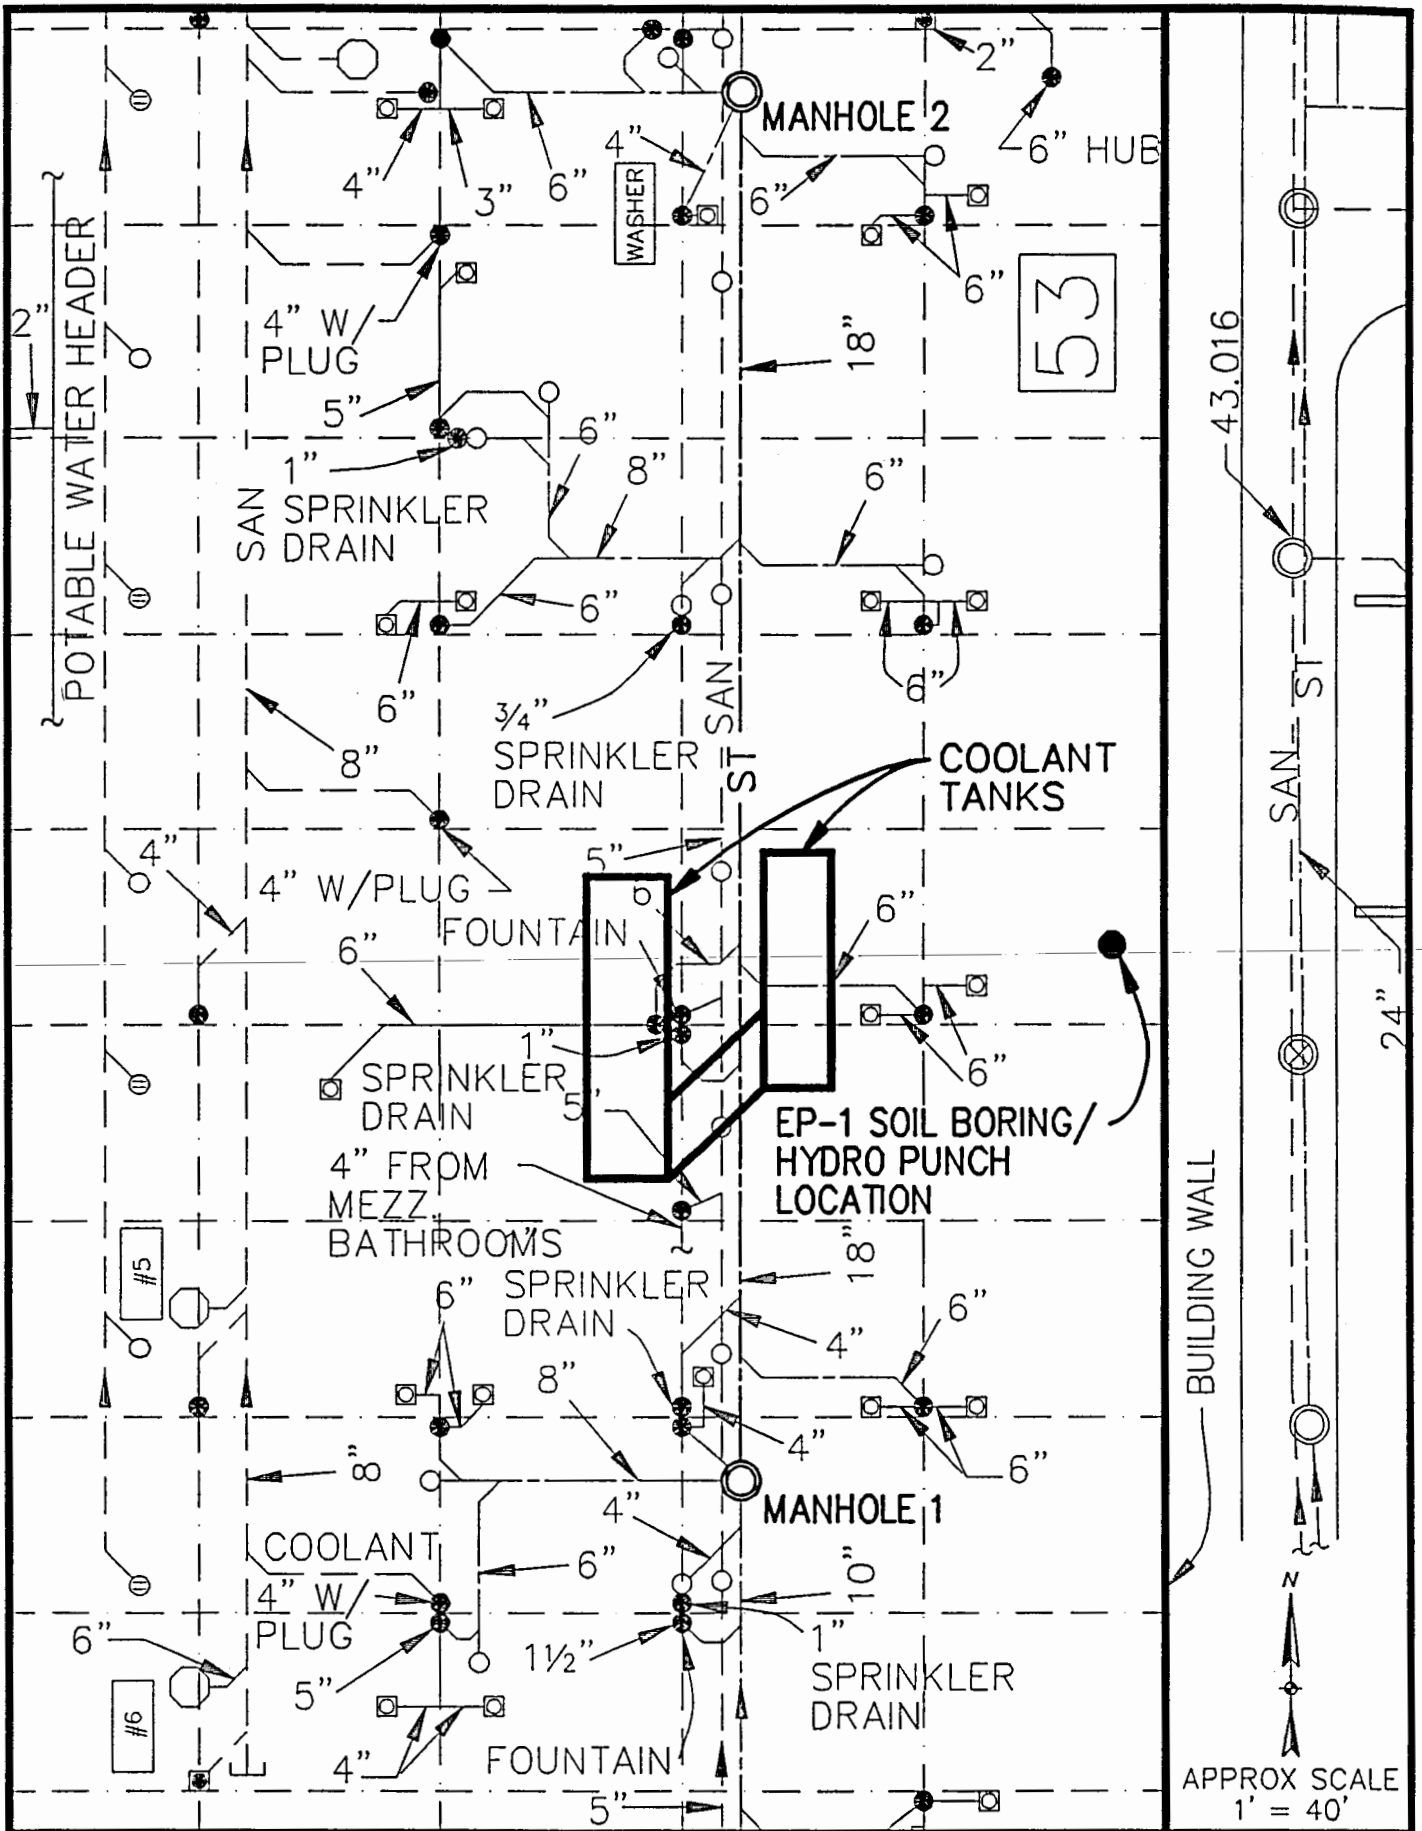 2”
MANHOLE 2
6” HUB
4”
3”
6”
4”
WASHER
6”
6”
53
POTABLE WATER HEADER
2”
4” W/
PLUG
18”
43.016
5”
1”
SPRINKLER
DRAIN
SAN
6”
8”
6”
6”
6”
6”
3/4”
SPRINKLER
DRAIN
SAN
ST
SAN
ST
8”
COOLANT
TANKS
4”
4” W/PLUG
5”
6
FOUNTAIN
6”
6”
24”
1”
SPRINKLER
DRAIN
5”
6”
EP-1 SOIL BORING/
HYDRO PUNCH
LOCATION
4” FROM
MEZZ.
BATHROOMS
BUILDING WALL
#5
18”
6”
SPRINKLER
DRAIN
4”
6”
8”
4”
6”
8”
MANHOLE 1
4”
COOLANT
4” W/
PLUG
6”
10”
6”
5”
1½”
1”
SPRINKLER
DRAIN
#6
4”
FOUNTAIN
5”
N
APPROX SCALE
1' = 40'